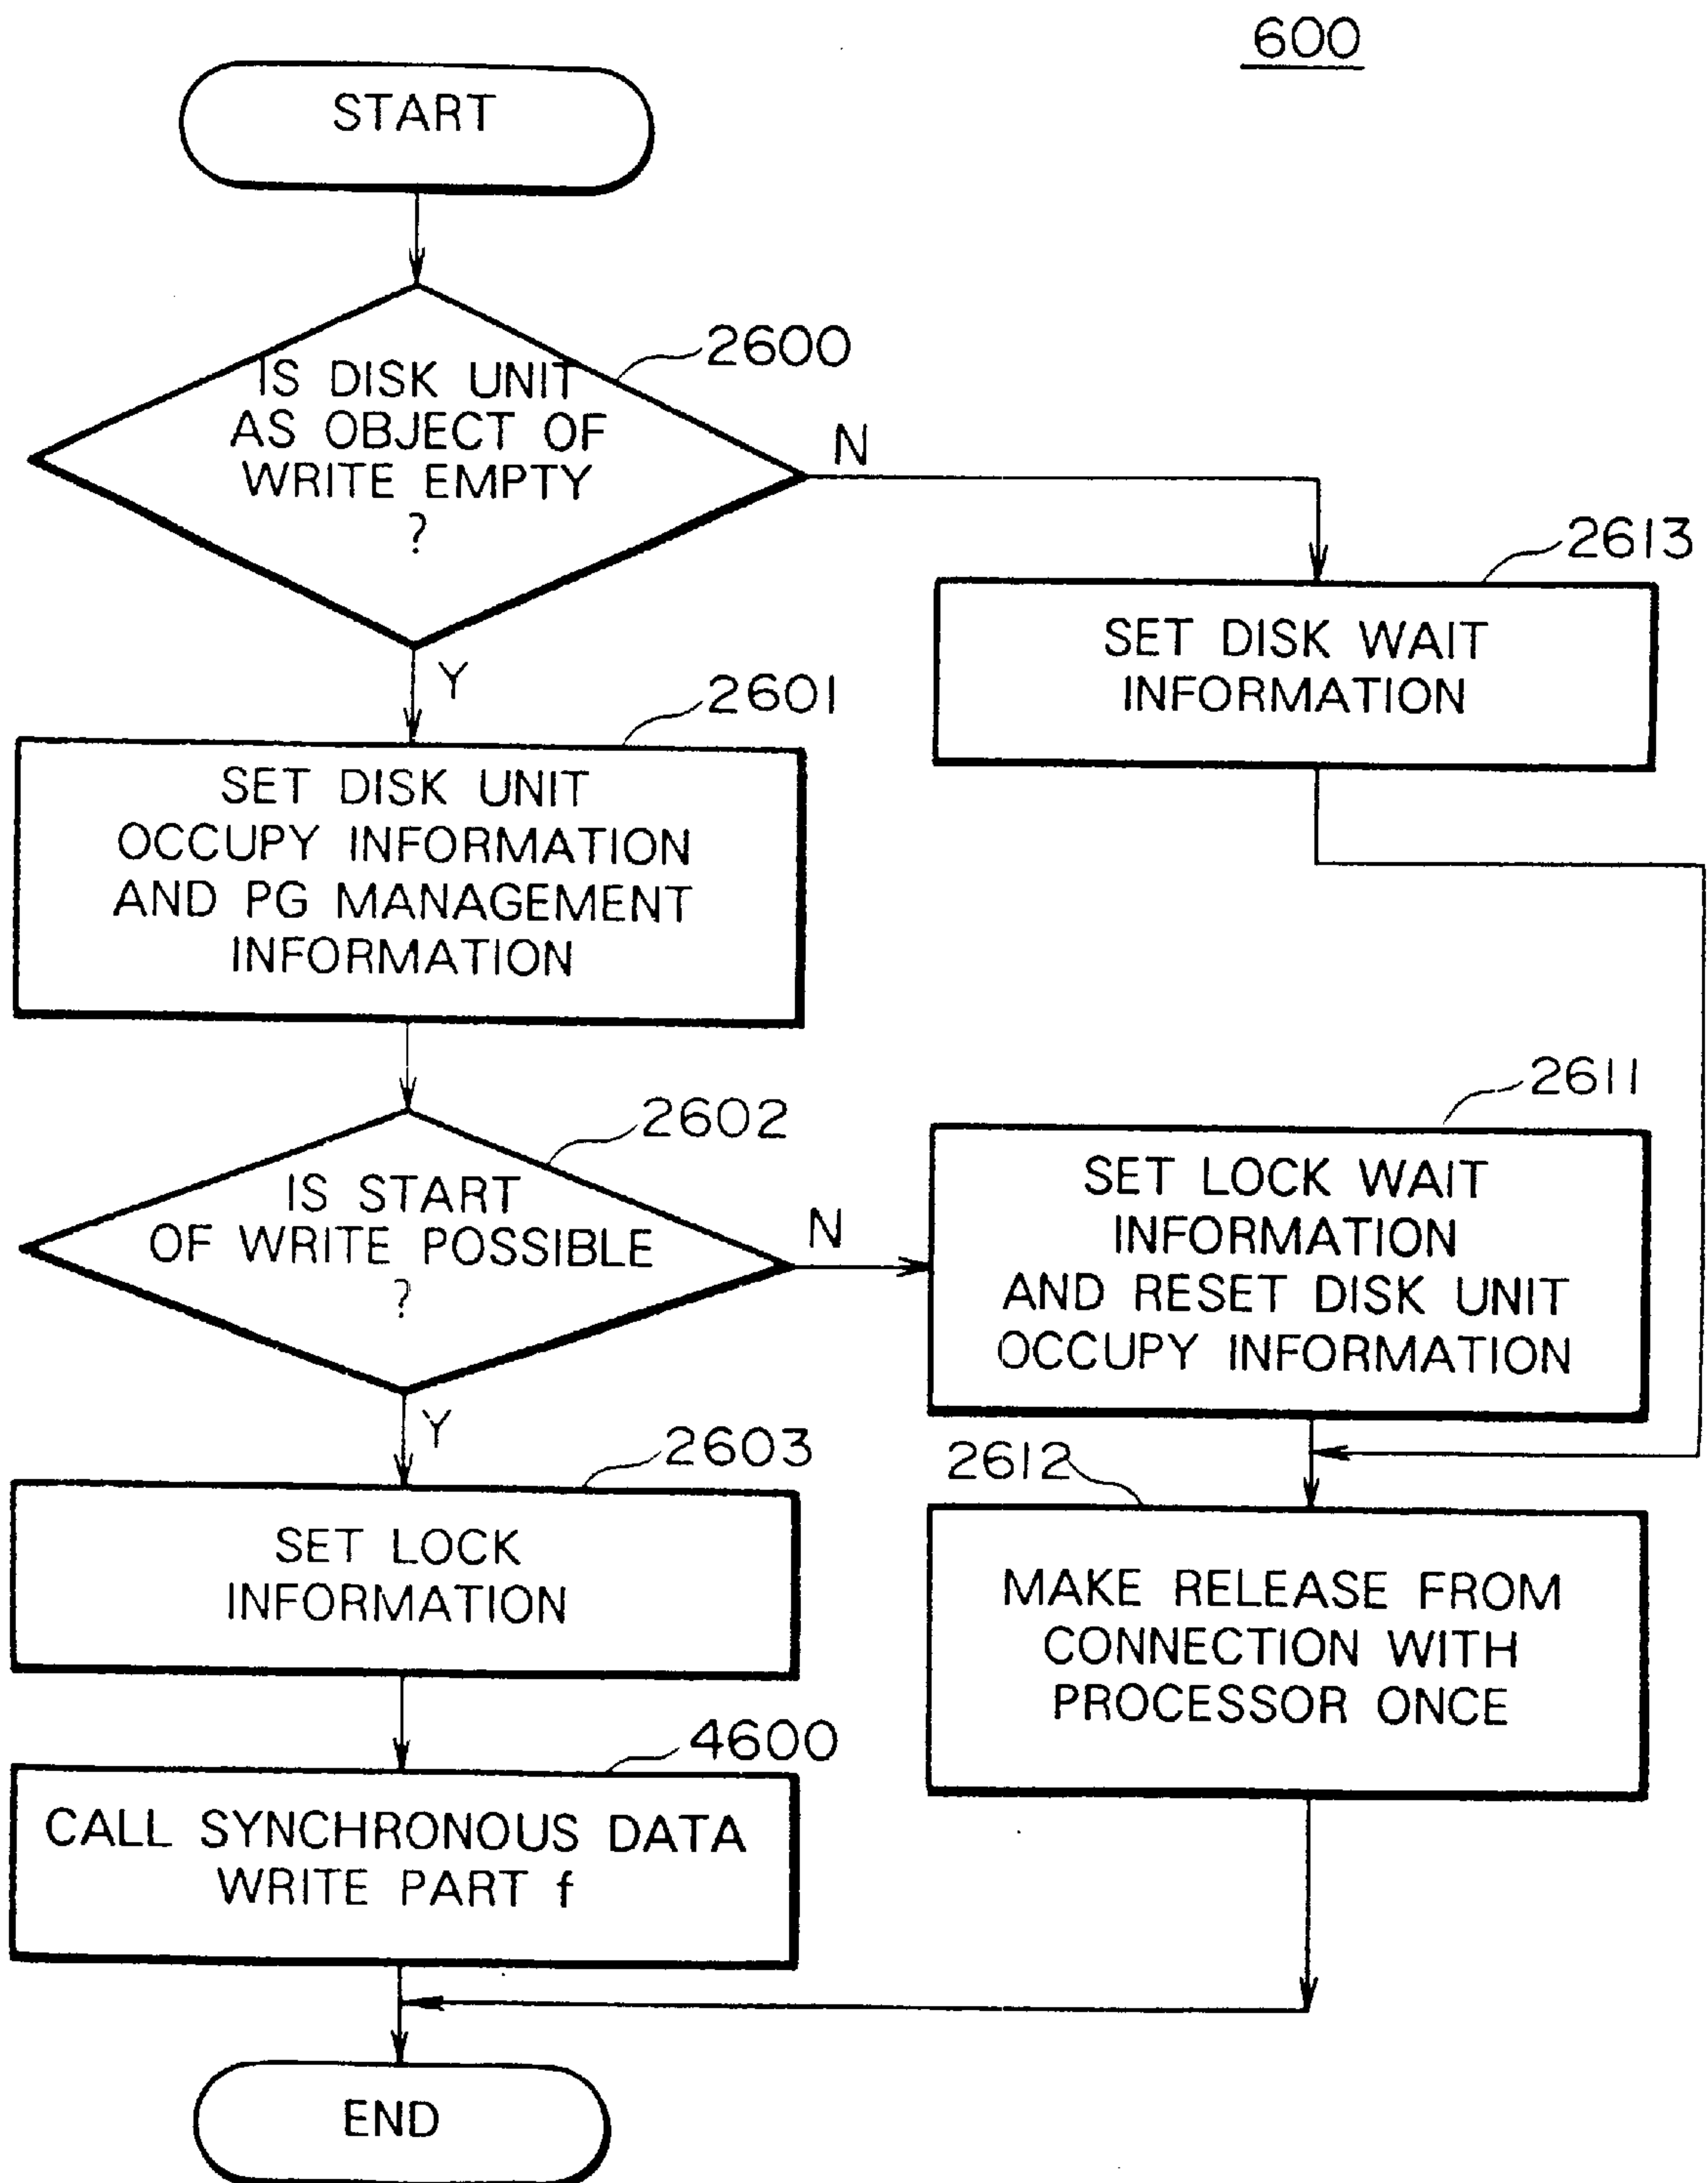 600
START
2600
IS DISK UNIT
AS OBJECT OF
WRITE EMPTY
?
N
Y
2613
SET DISK WAIT
INFORMATION
2601
SET DISK UNIT
OCCUPY INFORMATION
AND PG MANAGEMENT
INFORMATION
2602
IS START
OF WRITE POSSIBLE
?
N
Y
2611
SET LOCK WAIT
INFORMATION
AND RESET DISK UNIT
OCCUPY INFORMATION
2603
SET LOCK
INFORMATION
2612
MAKE RELEASE FROM
CONNECTION WITH
PROCESSOR ONCE
4600
CALL SYNCHRONOUS DATA
WRITE PART f
END